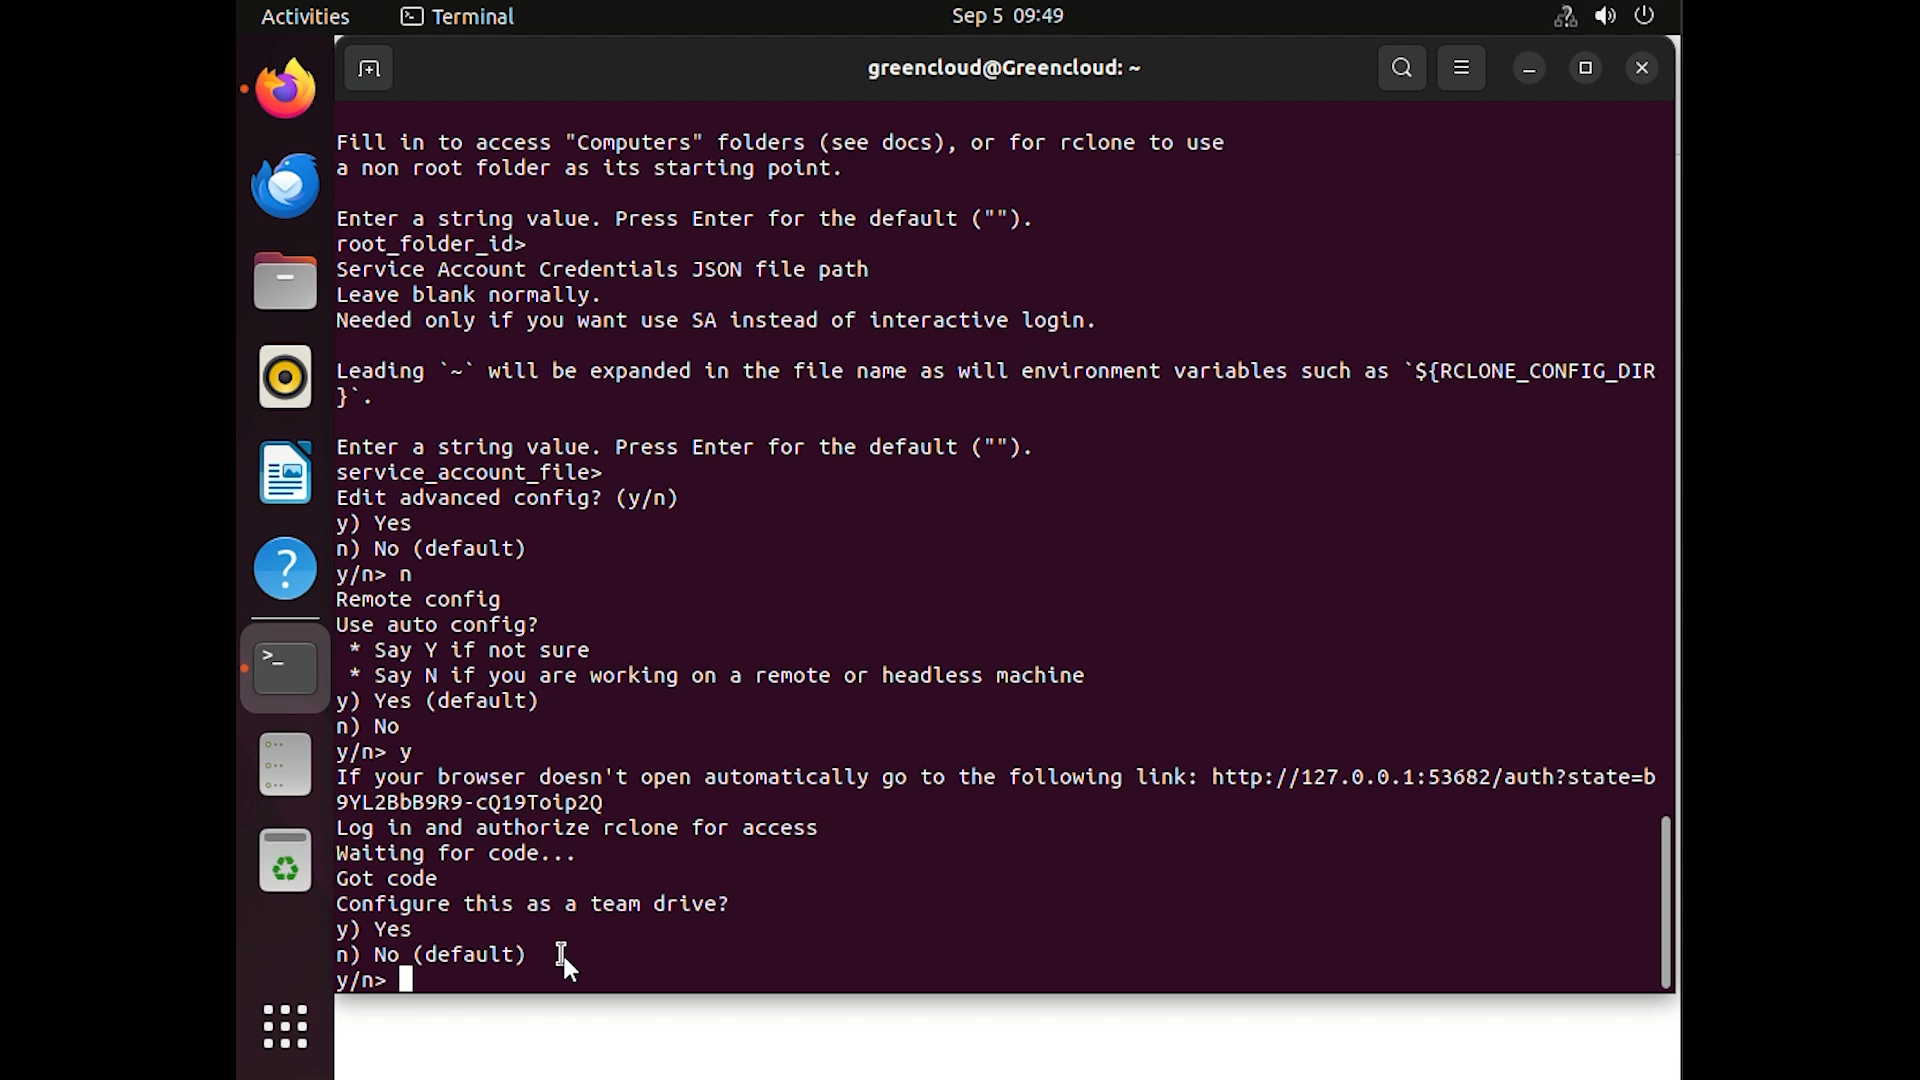 Activities
Terminal
Sep 5 09:49
greencloud@Greencloud: ~
Fill in to access "Computers" folders (see docs), or for rclone to use
a non root folder as its starting point.
Enter a string value. Press Enter for the default ("").
root_folder_id>
Service Account Credentials JSON file path
Leave blank normally.
Needed only if you want use SA instead of interactive login.
Leading `~` will be expanded in the file name as will environment variables such as `${RCLONE_CONFIG_DIR
}`.
Enter a string value. Press Enter for the default ("").
service_account_file>
Edit advanced config? (y/n)
y) Yes
n) No (default)
y/n> n
Remote config
Use auto config?
 * Say Y if not sure
 * Say N if you are working on a remote or headless machine
y) Yes (default)
n) No
y/n> y
If your browser doesn't open automatically go to the following link: http://127.0.0.1:53682/auth?state=b
9YL2BbB9R9-cQ19Toip2Q
Log in and authorize rclone for access
Waiting for code...
Got code
Configure this as a team drive?
y) Yes
n) No (default)
y/n>